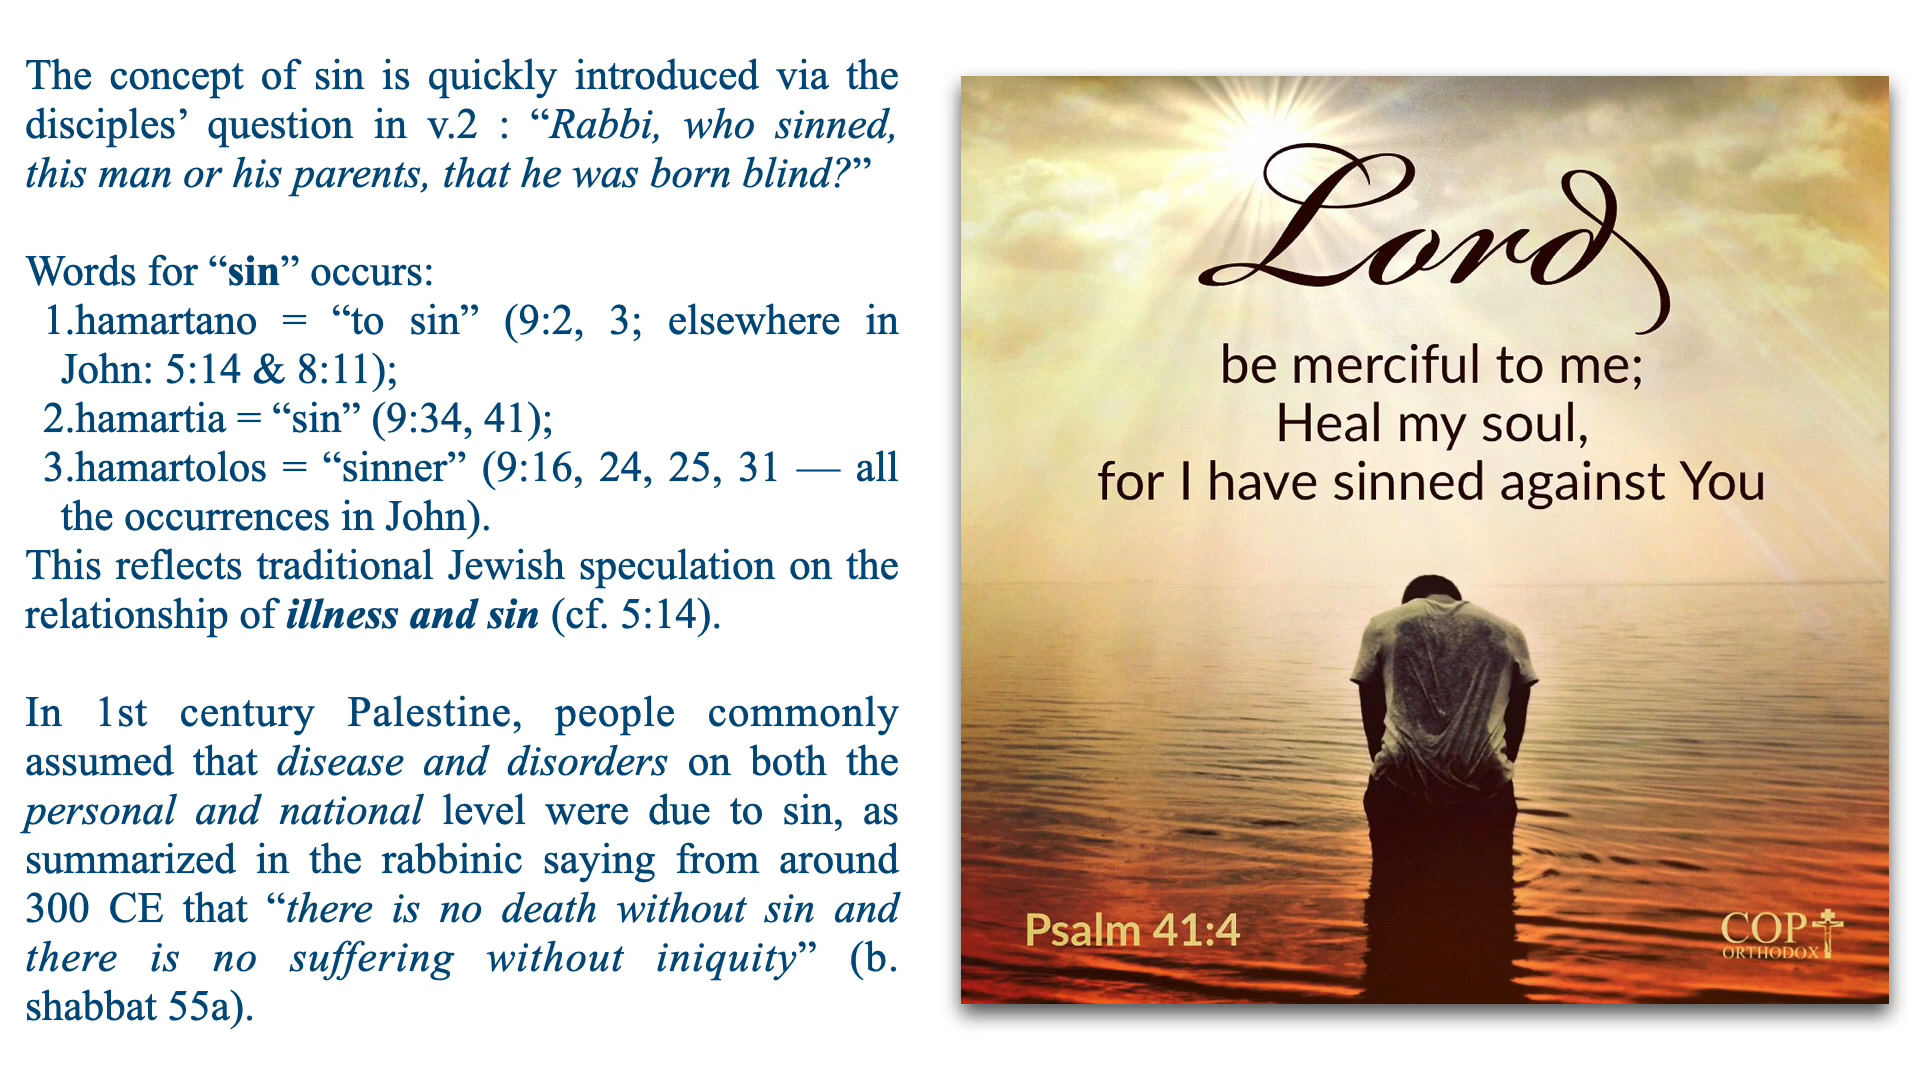 The concept of sin is quickly introduced via the
disciples’ question in v.2 : “Rabbi, who sinned,
this man or his parents, that he was born blind?”
Words for “sin” occurs:
1.hamartano = “to sin” (9:2, 3; elsewhere in
John: 5:14 & 8:11);
2.hamartia = “sin” (9:34, 41);
3.hamartolos = “sinner” (9:16, 24, 25, 31 — all
the occurrences in John).
This reflects traditional Jewish speculation on the
relationship of illness and sin (cf. 5:14).
In 1st century Palestine, people commonly
assumed that disease and disorders on both the
personal and national level were due to sin, as
summarized in the rabbinic saying from around
300 CE that “there is no death without sin and
there is no suffering without iniquity” (b.
shabbat 55a).
Lord
be merciful to me;
Heal my soul,
for I have sinned against You
Psalm 41:4
COPT
ORTHODOX